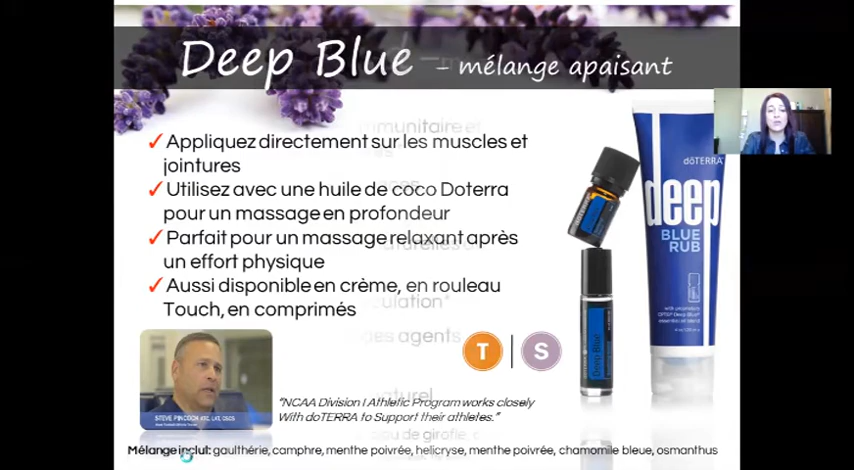 Deep Blue – mélange apaisant
✓Appliquez directement sur les muscles et
jointures
✓Utilisez avec une huile de coco Doterra
pour un massage en profondeur
✓Parfait pour un massage relaxant après
un effort physique
✓Aussi disponible en crème, en rouleau
Touch, en comprimés
dōTERRA
deep
BLUE
RUB
Deep Blue
T | S
STEVE PINCOCK ATC, LAT, CSCS
"NCAA Division I Athletic Program works closely
With doTERRA to Support their athletes."
Mélange inclut: gaulthérie, camphre, menthe poivrée, helicryse, menthe poivrée, chamomile bleue, osmanthus